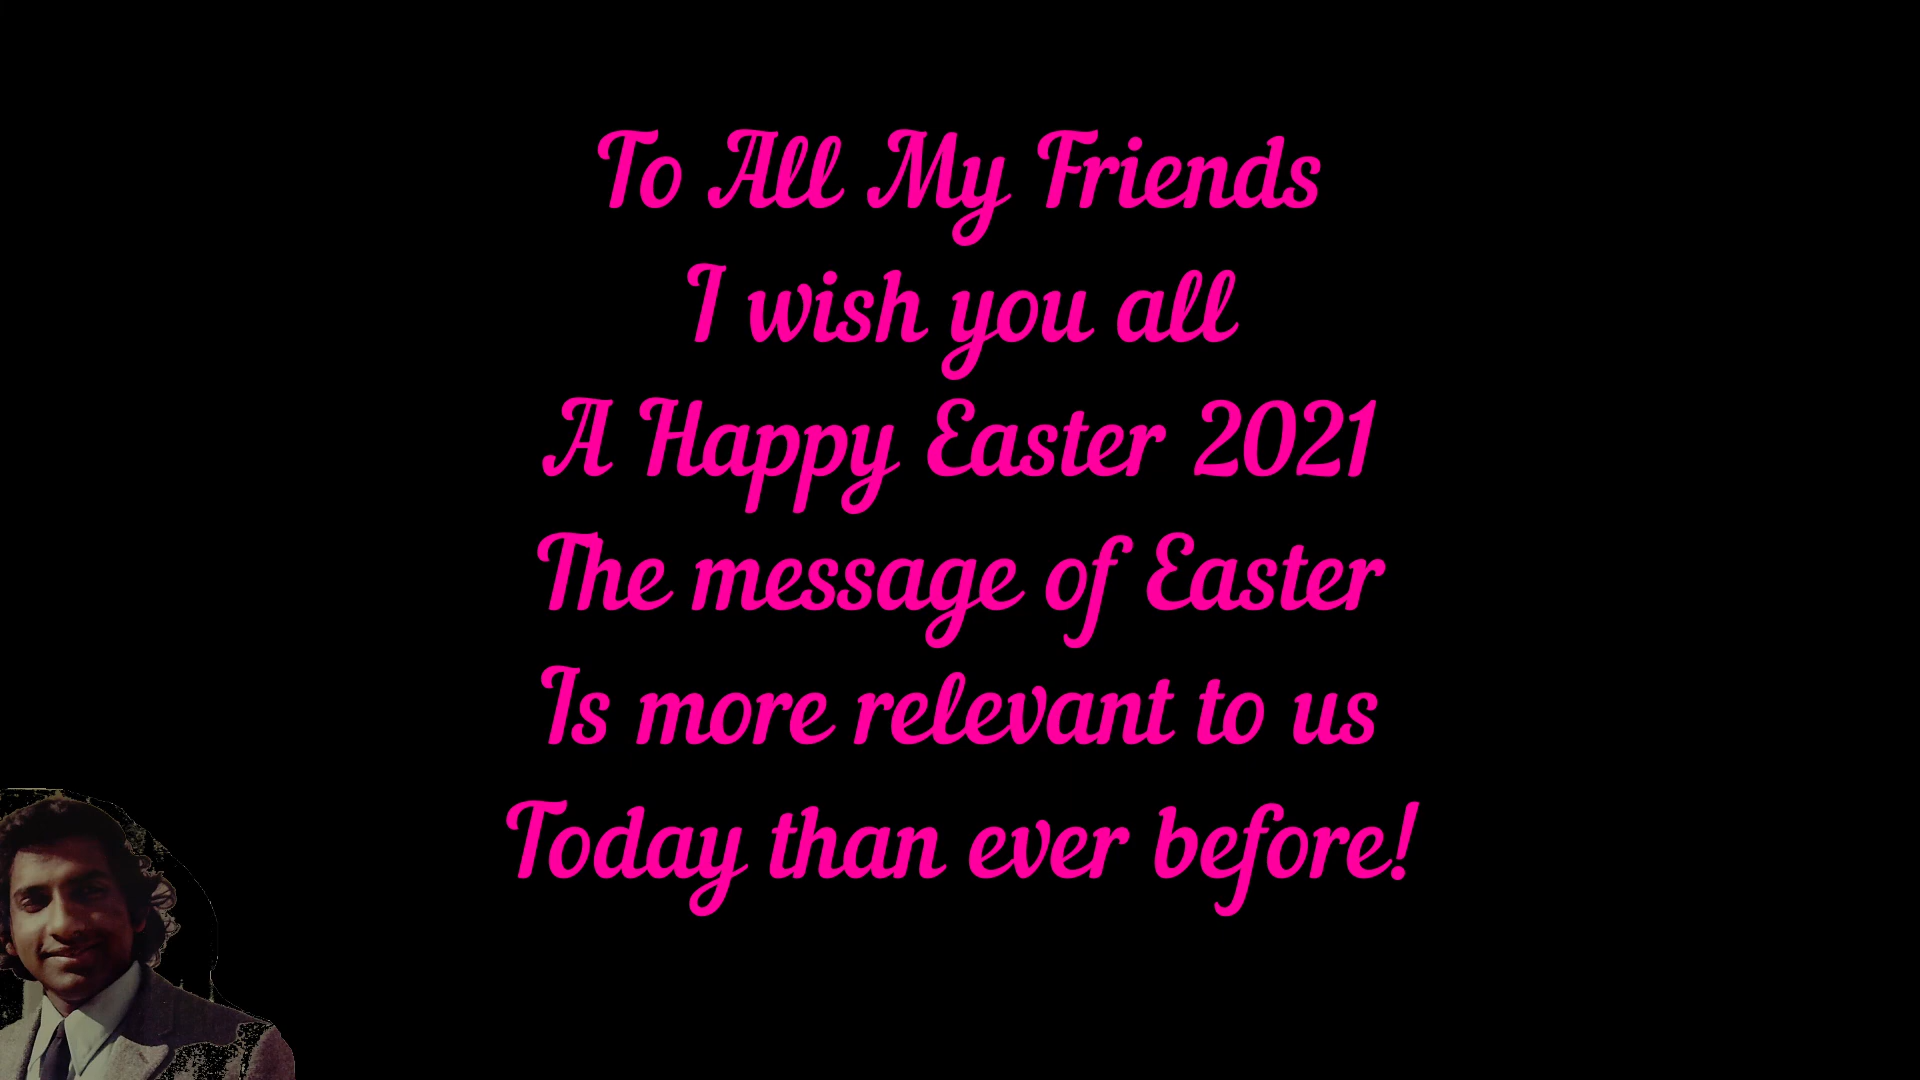 To All My Friends
I wish you all
A Happy Easter 2021
The message of Easter
Is more relevant to us
Today than ever before!